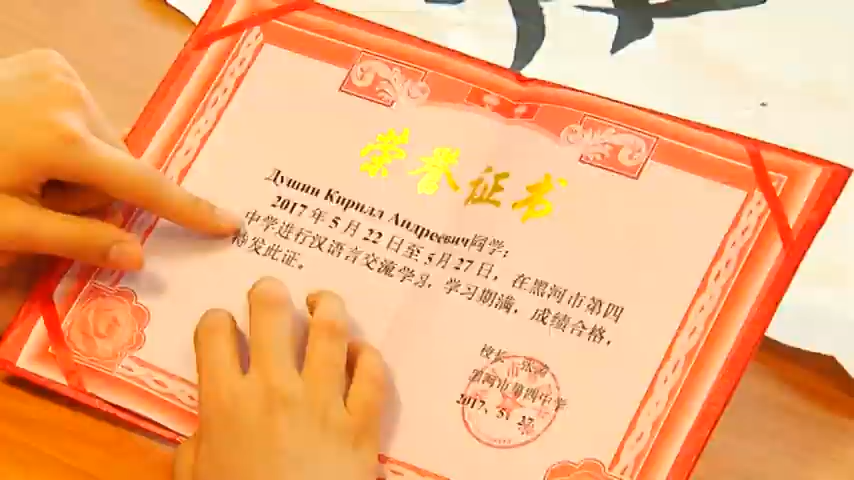 荣誉证书
Душин Кирилл Андреевич同学:
2017年5月22日至5月27日，在黑河市第四
中学进行汉语言交流学习，学习期满，成绩合格，
特发此证。
校长
黑河市第四中学
2017. 5. 27